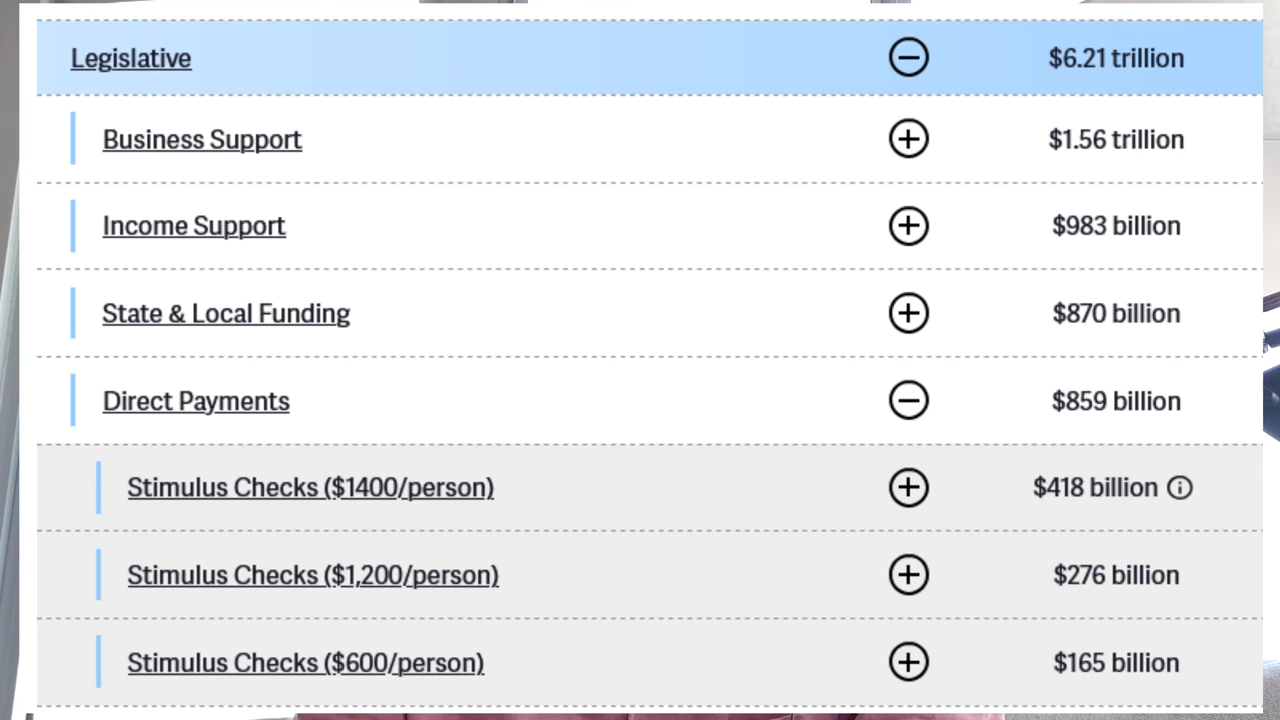 Legislative $6.21 trillion
Business Support $1.56 trillion
Income Support $983 billion
State & Local Funding $870 billion
Direct Payments $859 billion
Stimulus Checks ($1400/person) $418 billion
Stimulus Checks ($1,200/person) $276 billion
Stimulus Checks ($600/person) $165 billion